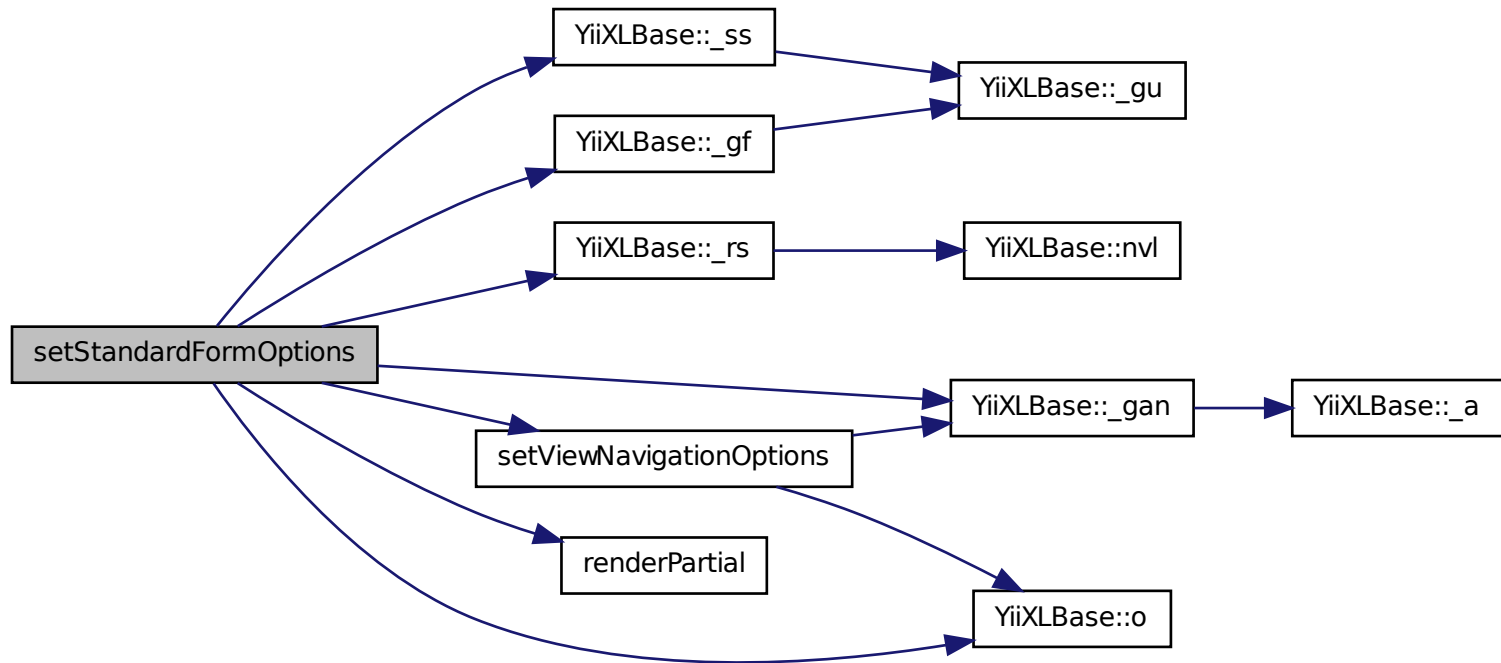 YiiXLBase::_ss
YiiXLBase::_gu
YiiXLBase::_gf
YiiXLBase::_rs
YiiXLBase::nvl
setStandardFormOptions
YiiXLBase::_gan
YiiXLBase::_a
setViewNavigationOptions
renderPartial
YiiXLBase::o